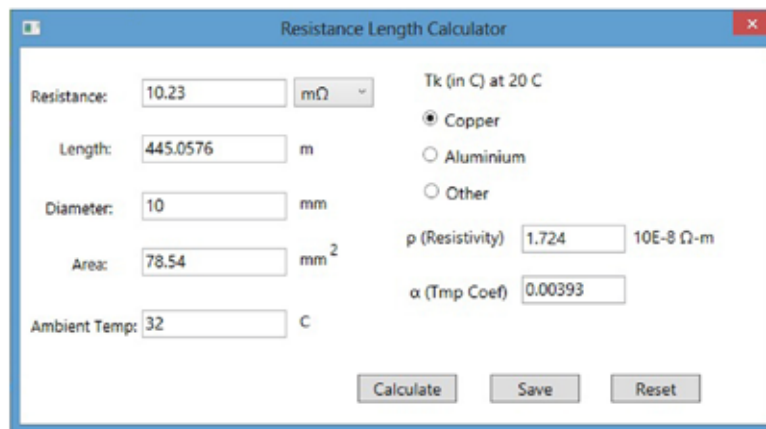 Resistance Length Calculator
Resistance: 10.23 mΩ
Length: 445.0576 m
Diameter: 10 mm
Area: 78.54 mm²
Ambient Temp: 32 C
Tk (in C) at 20 C
Copper
Aluminium
Other
ρ (Resistivity) 1.724 10E-8 Ω-m
α (Tmp Coef) 0.00393
Calculate Save Reset